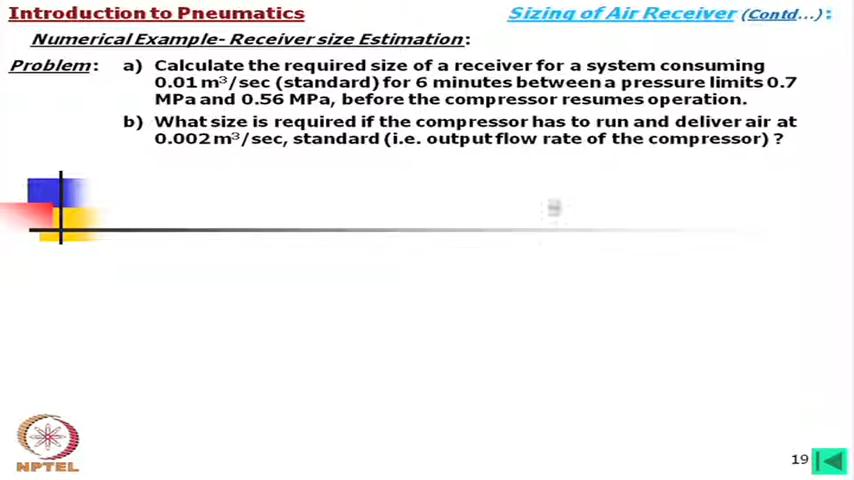 Introduction to Pneumatics
Sizing of Air Receiver (Contd...):
Numerical Example- Receiver size Estimation:
Problem: a) Calculate the required size of a receiver for a system consuming
0.01 m³/sec (standard) for 6 minutes between a pressure limits 0.7
MPa and 0.56 MPa, before the compressor resumes operation.
b) What size is required if the compressor has to run and deliver air at
0.002 m³/sec, standard (i.e. output flow rate of the compressor) ?
NPTEL
19